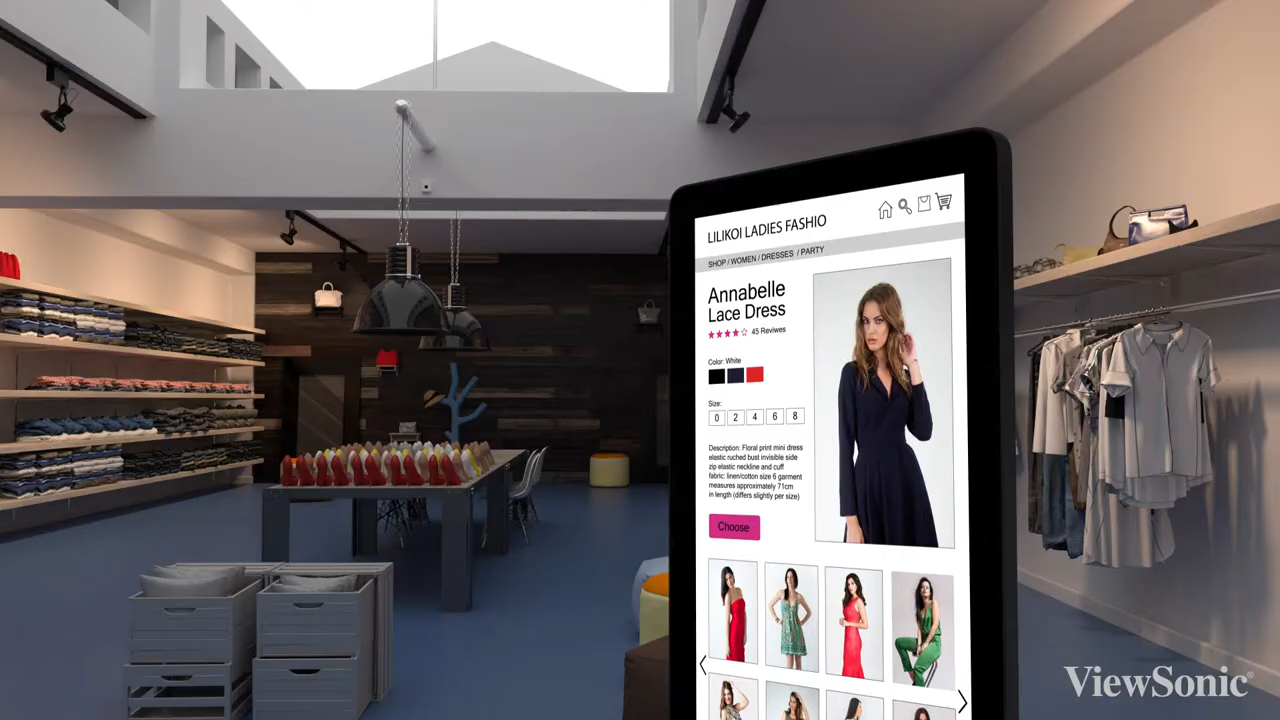 LILIKOI LADIES FASHIO
SHOP / WOMEN / DRESSES / PARTY
Annabelle
Lace Dress
45 Reviwes
Color: White
Size:
0 2 4 6 8
Description: Floral print mini dress
elastic ruched bust invisible side
zip elastic neckline and cuff
fabric: linen/cotton size 6 garment
measures approximately 71cm
in length (differs slightly per size)
Choose
ViewSonic®